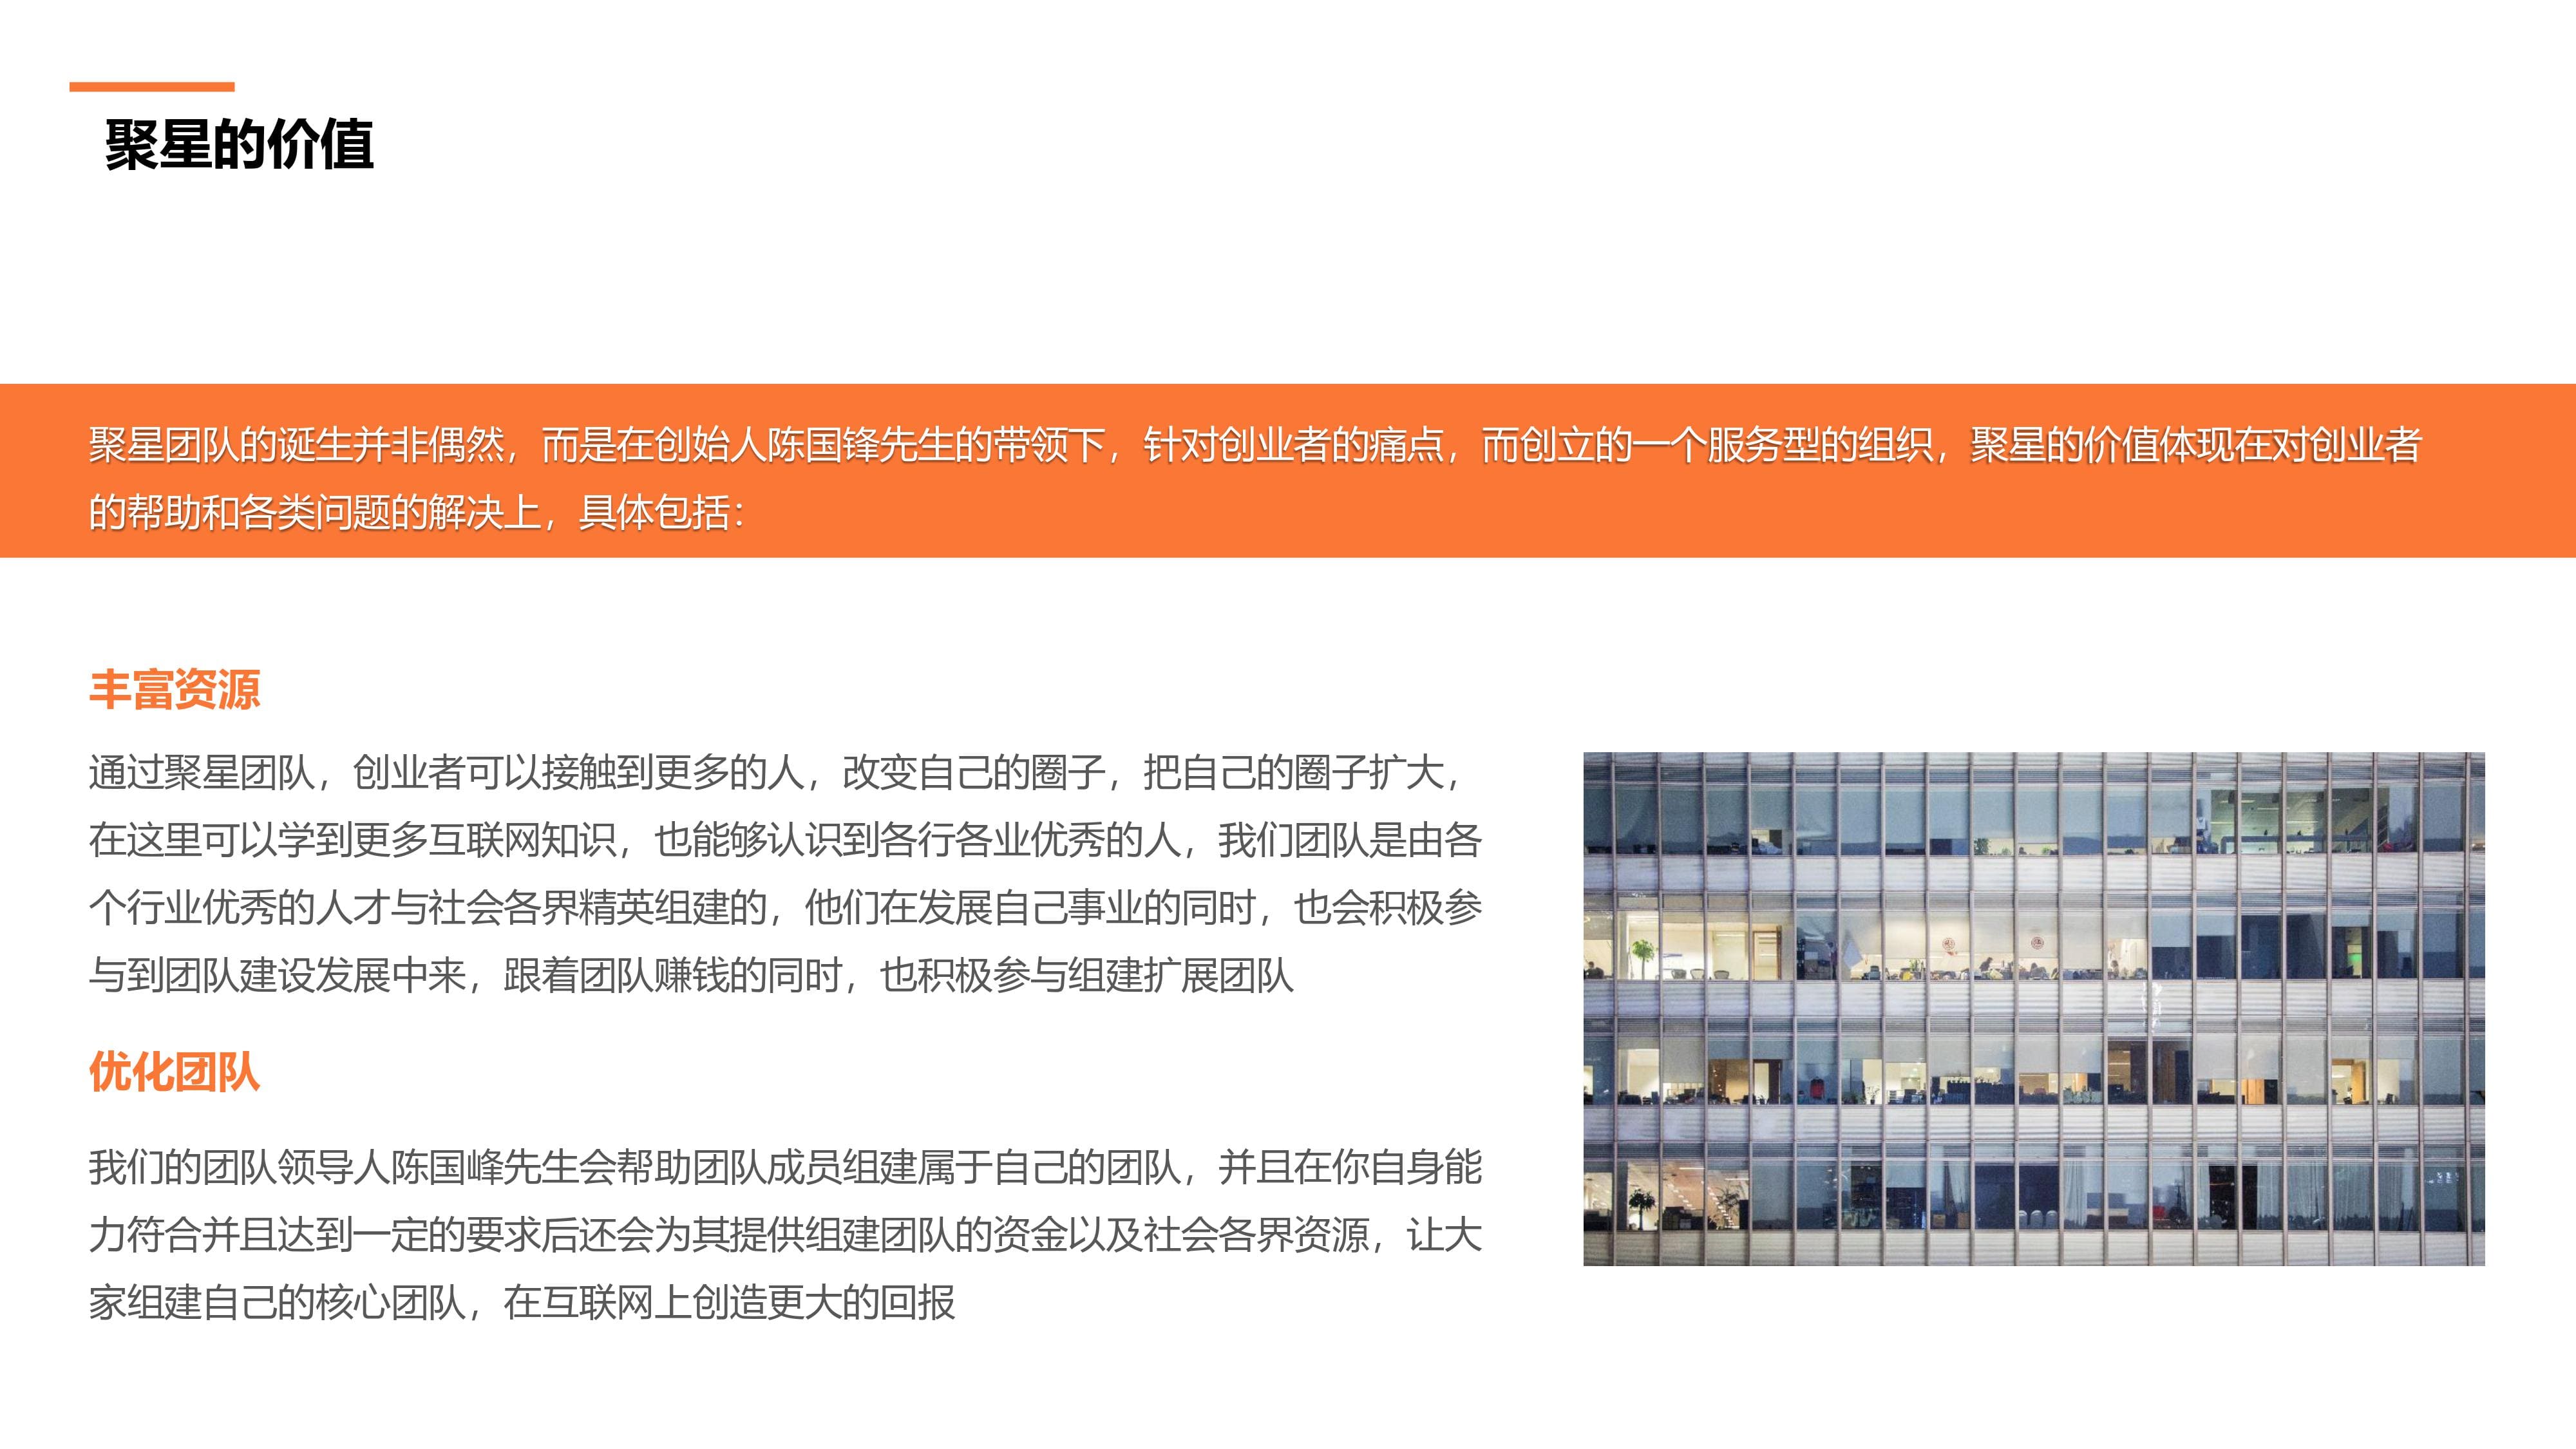 聚星的价值
聚星团队的诞生并非偶然，而是在创始人陈国锋先生的带领下，针对创业者的痛点，而创立的一个服务型的组织，聚星的价值体现在对创业者
的帮助和各类问题的解决上，具体包括：
丰富资源
通过聚星团队，创业者可以接触到更多的人，改变自己的圈子，把自己的圈子扩大，
在这里可以学到更多互联网知识，也能够认识到各行各业优秀的人，我们团队是由各
个行业优秀的人才与社会各界精英组建的，他们在发展自己事业的同时，也会积极参
与到团队建设发展中来，跟着团队赚钱的同时，也积极参与组建扩展团队
优化团队
我们的团队领导人陈国峰先生会帮助团队成员组建属于自己的团队，并且在你自身能
力符合并且达到一定的要求后还会为其提供组建团队的资金以及社会各界资源，让大
家组建自己的核心团队，在互联网上创造更大的回报